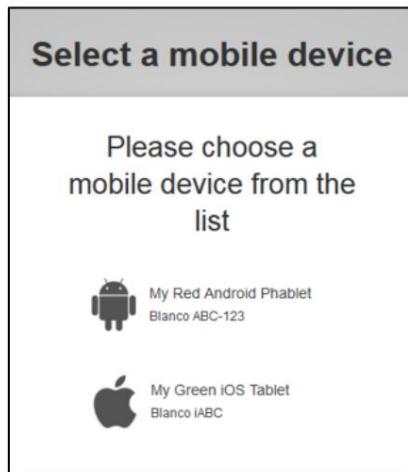 Select a mobile device
Please choose a
mobile device from the
list
My Red Android Phablet
Blanco ABC-123
My Green iOS Tablet
Blanco iABC